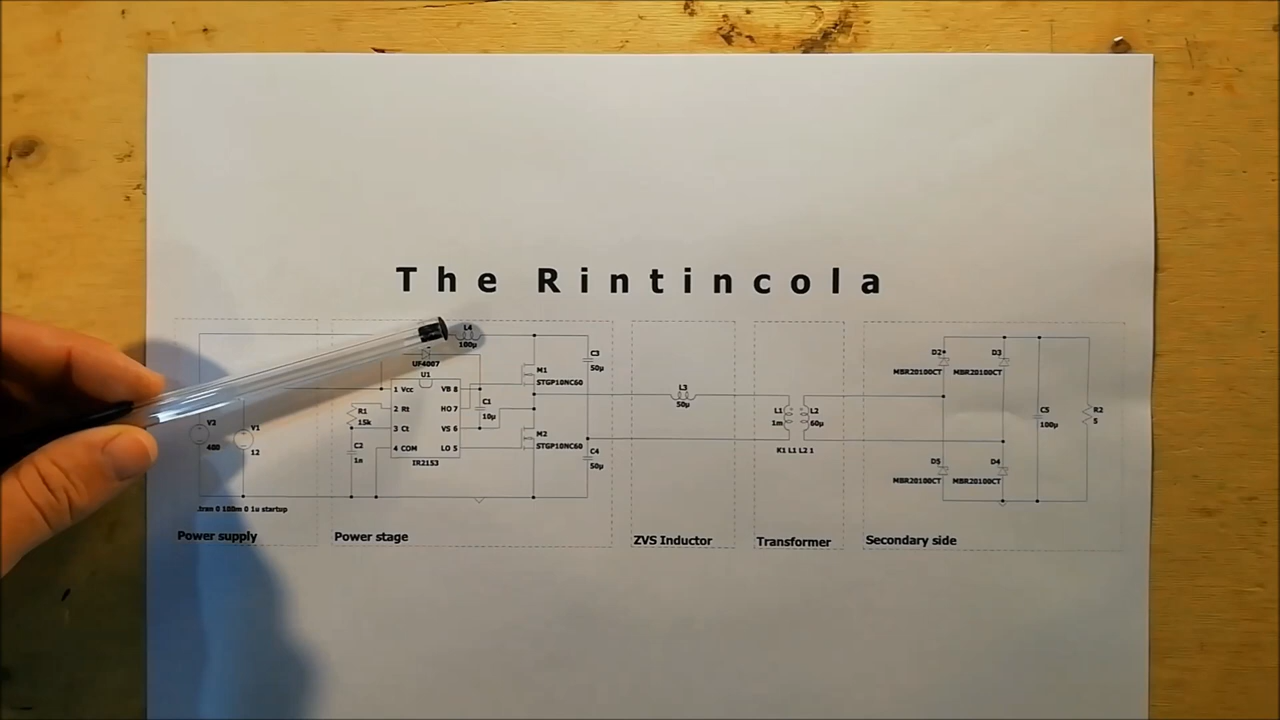 The Rintincola
L4
100µ
UF4007
U1
C3
50µ
M1
STGP10NC60
1 Vcc
VB 8
2 Rt
HO 7
3 Ct
VS 6
4 COM
LO 5
IR2153
R1
15k
C2
1n
C1
10µ
V2
400
V1
12
M2
STGP10NC60
C4
50µ
L3
50µ
L1
1m
L2
60µ
K1 L1 L2 1
D2
MBR20100CT
D3
MBR20100CT
C5
100µ
R2
5
D5
MBR20100CT
D4
MBR20100CT
.tran 0 100m 0 1u startup
Power supply
Power stage
ZVS Inductor
Transformer
Secondary side